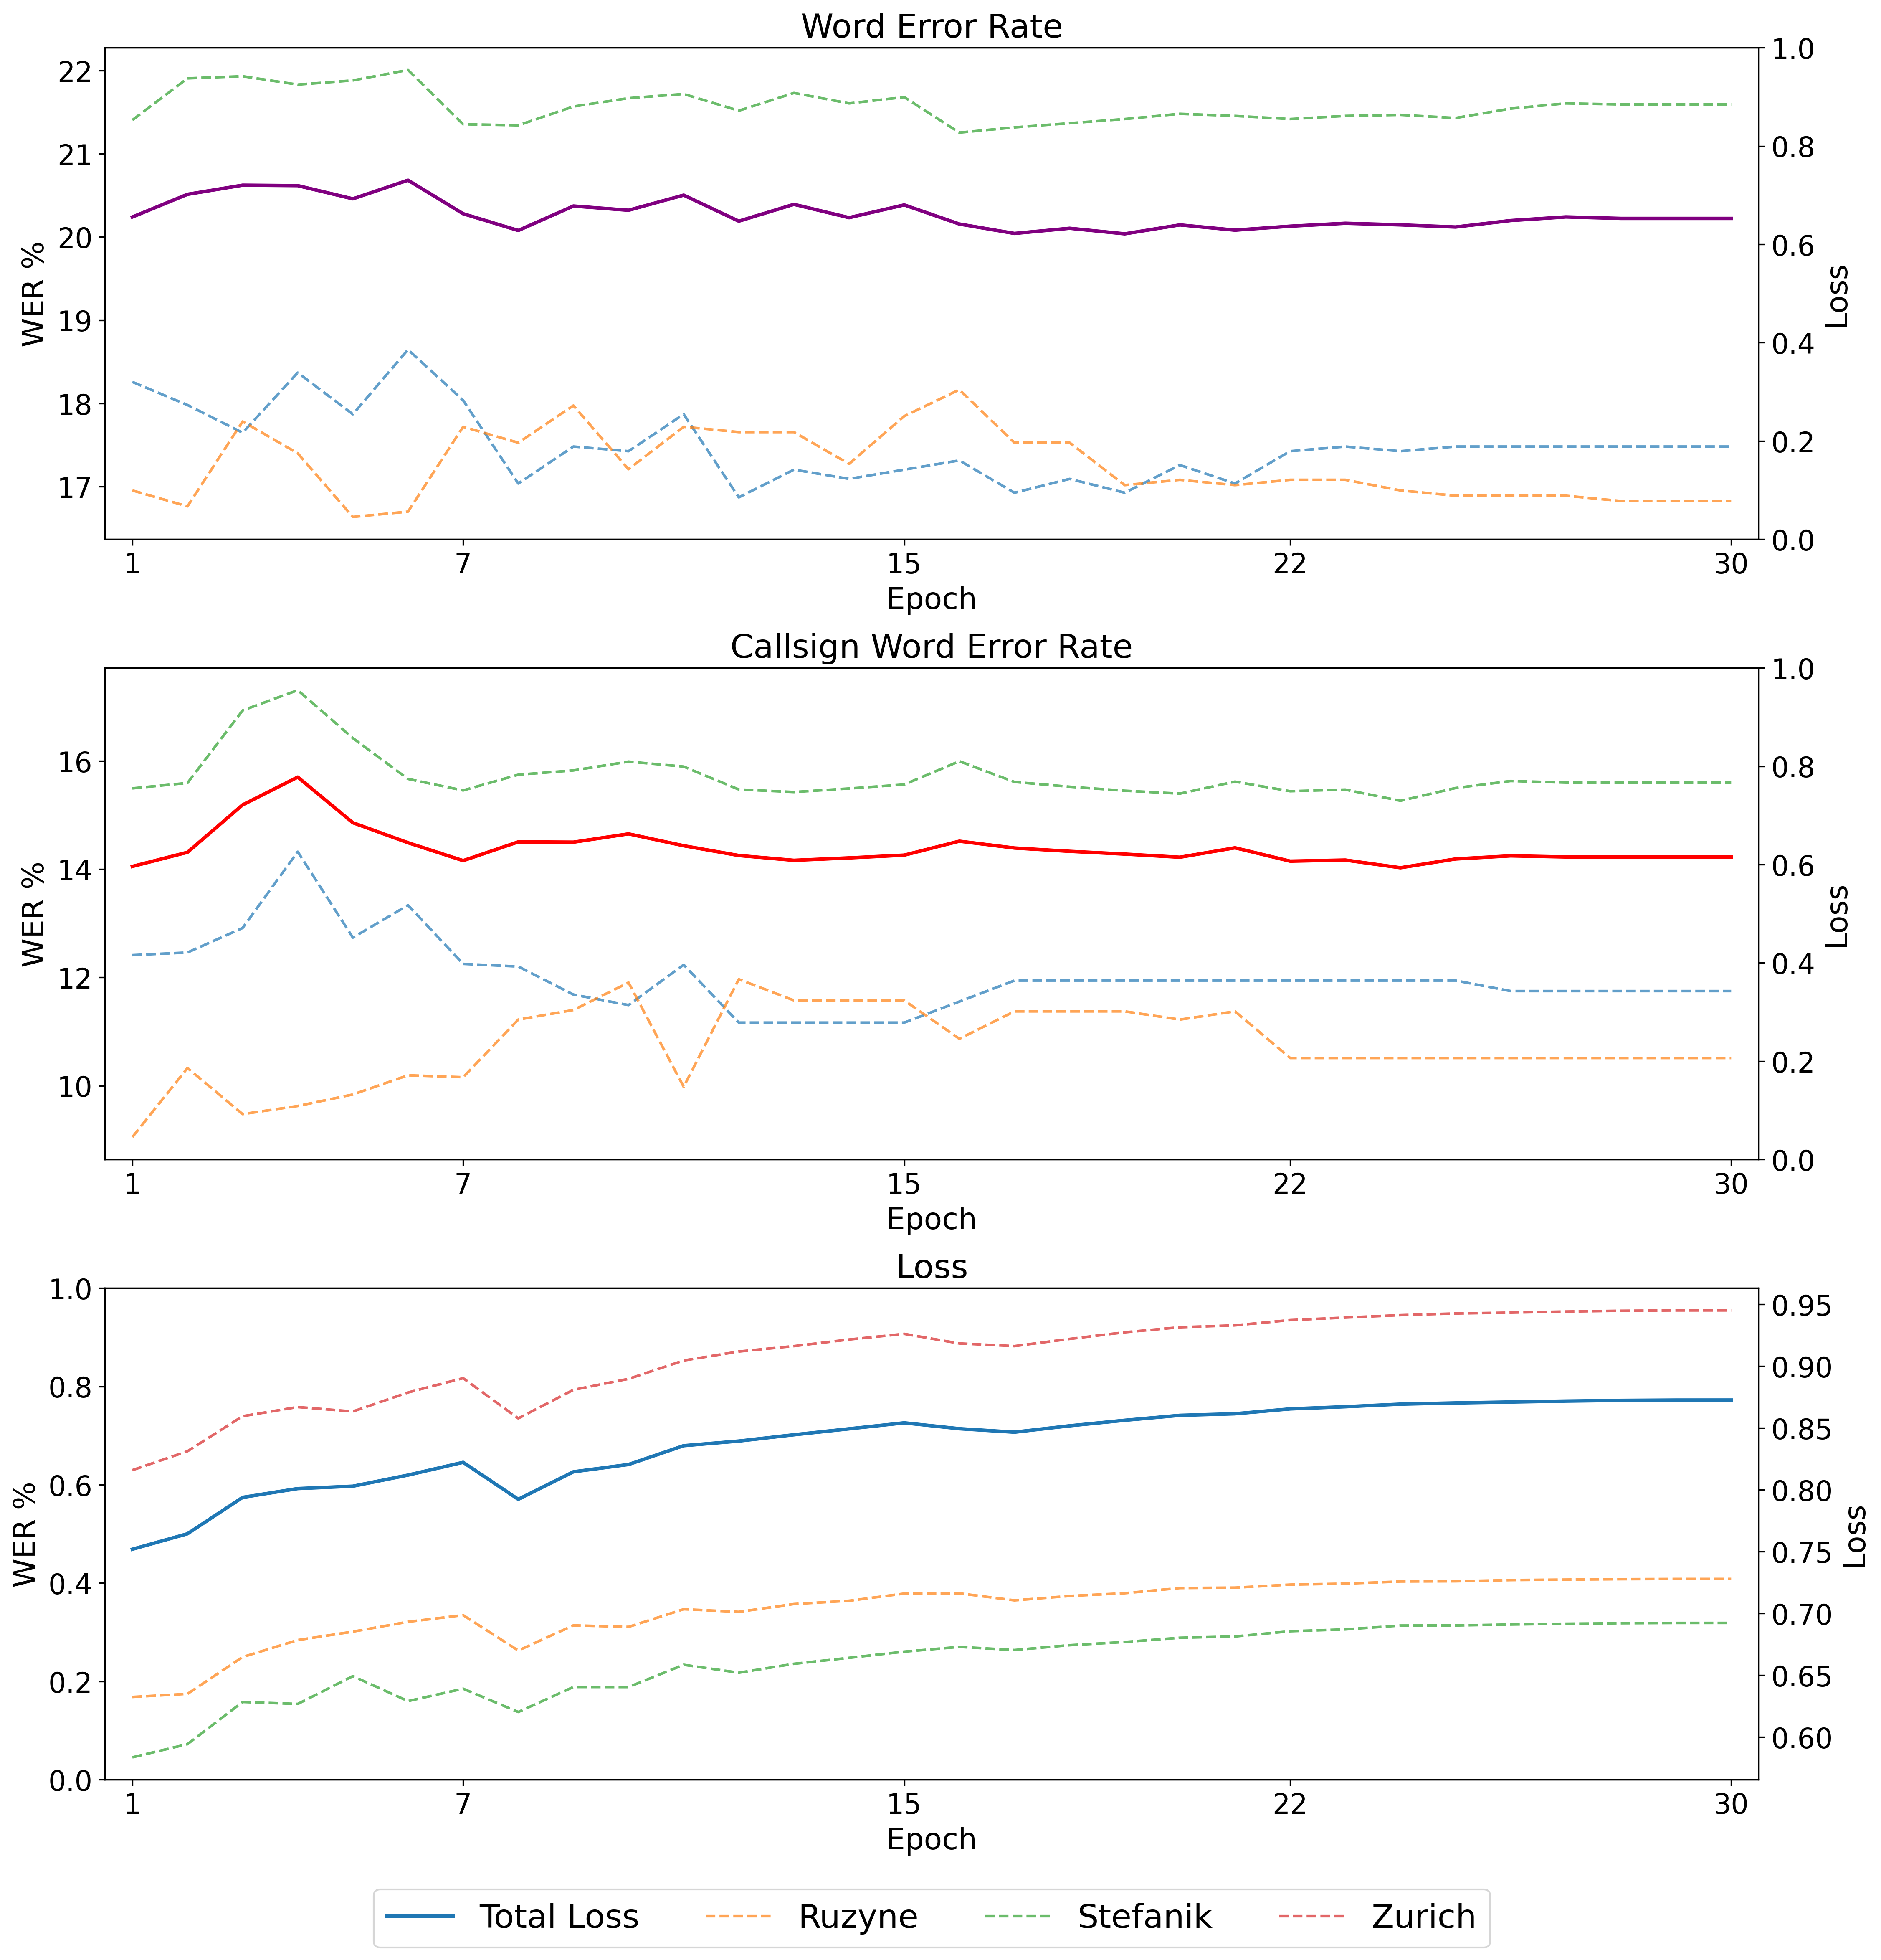 Word Error Rate
22
21
20
19
18
17
WER %
1.0
0.8
0.6
0.4
0.2
0.0
Loss
1 7 15 22 30
Epoch
Callsign Word Error Rate
16
14
12
10
WER %
1.0
0.8
0.6
0.4
0.2
0.0
Loss
1 7 15 22 30
Epoch
Loss
1.0
0.8
0.6
0.4
0.2
0.0
WER %
0.95
0.90
0.85
0.80
0.75
0.70
0.65
0.60
Loss
1 7 15 22 30
Epoch
Total Loss Ruzyne Stefanik Zurich